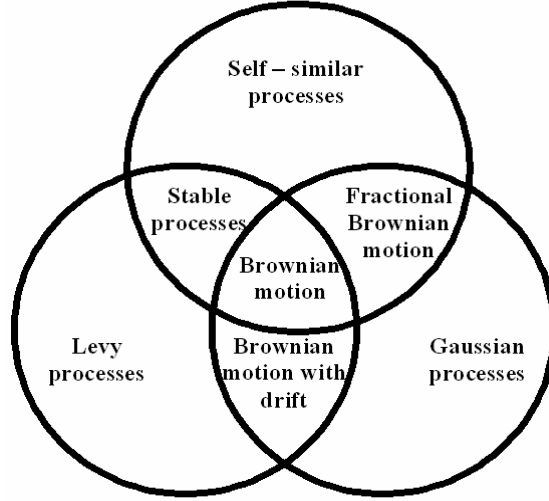 Self – similar
processes
Stable
processes
Fractional
Brownian
motion
Brownian
motion
Levy
processes
Brownian
motion with
drift
Gaussian
processes